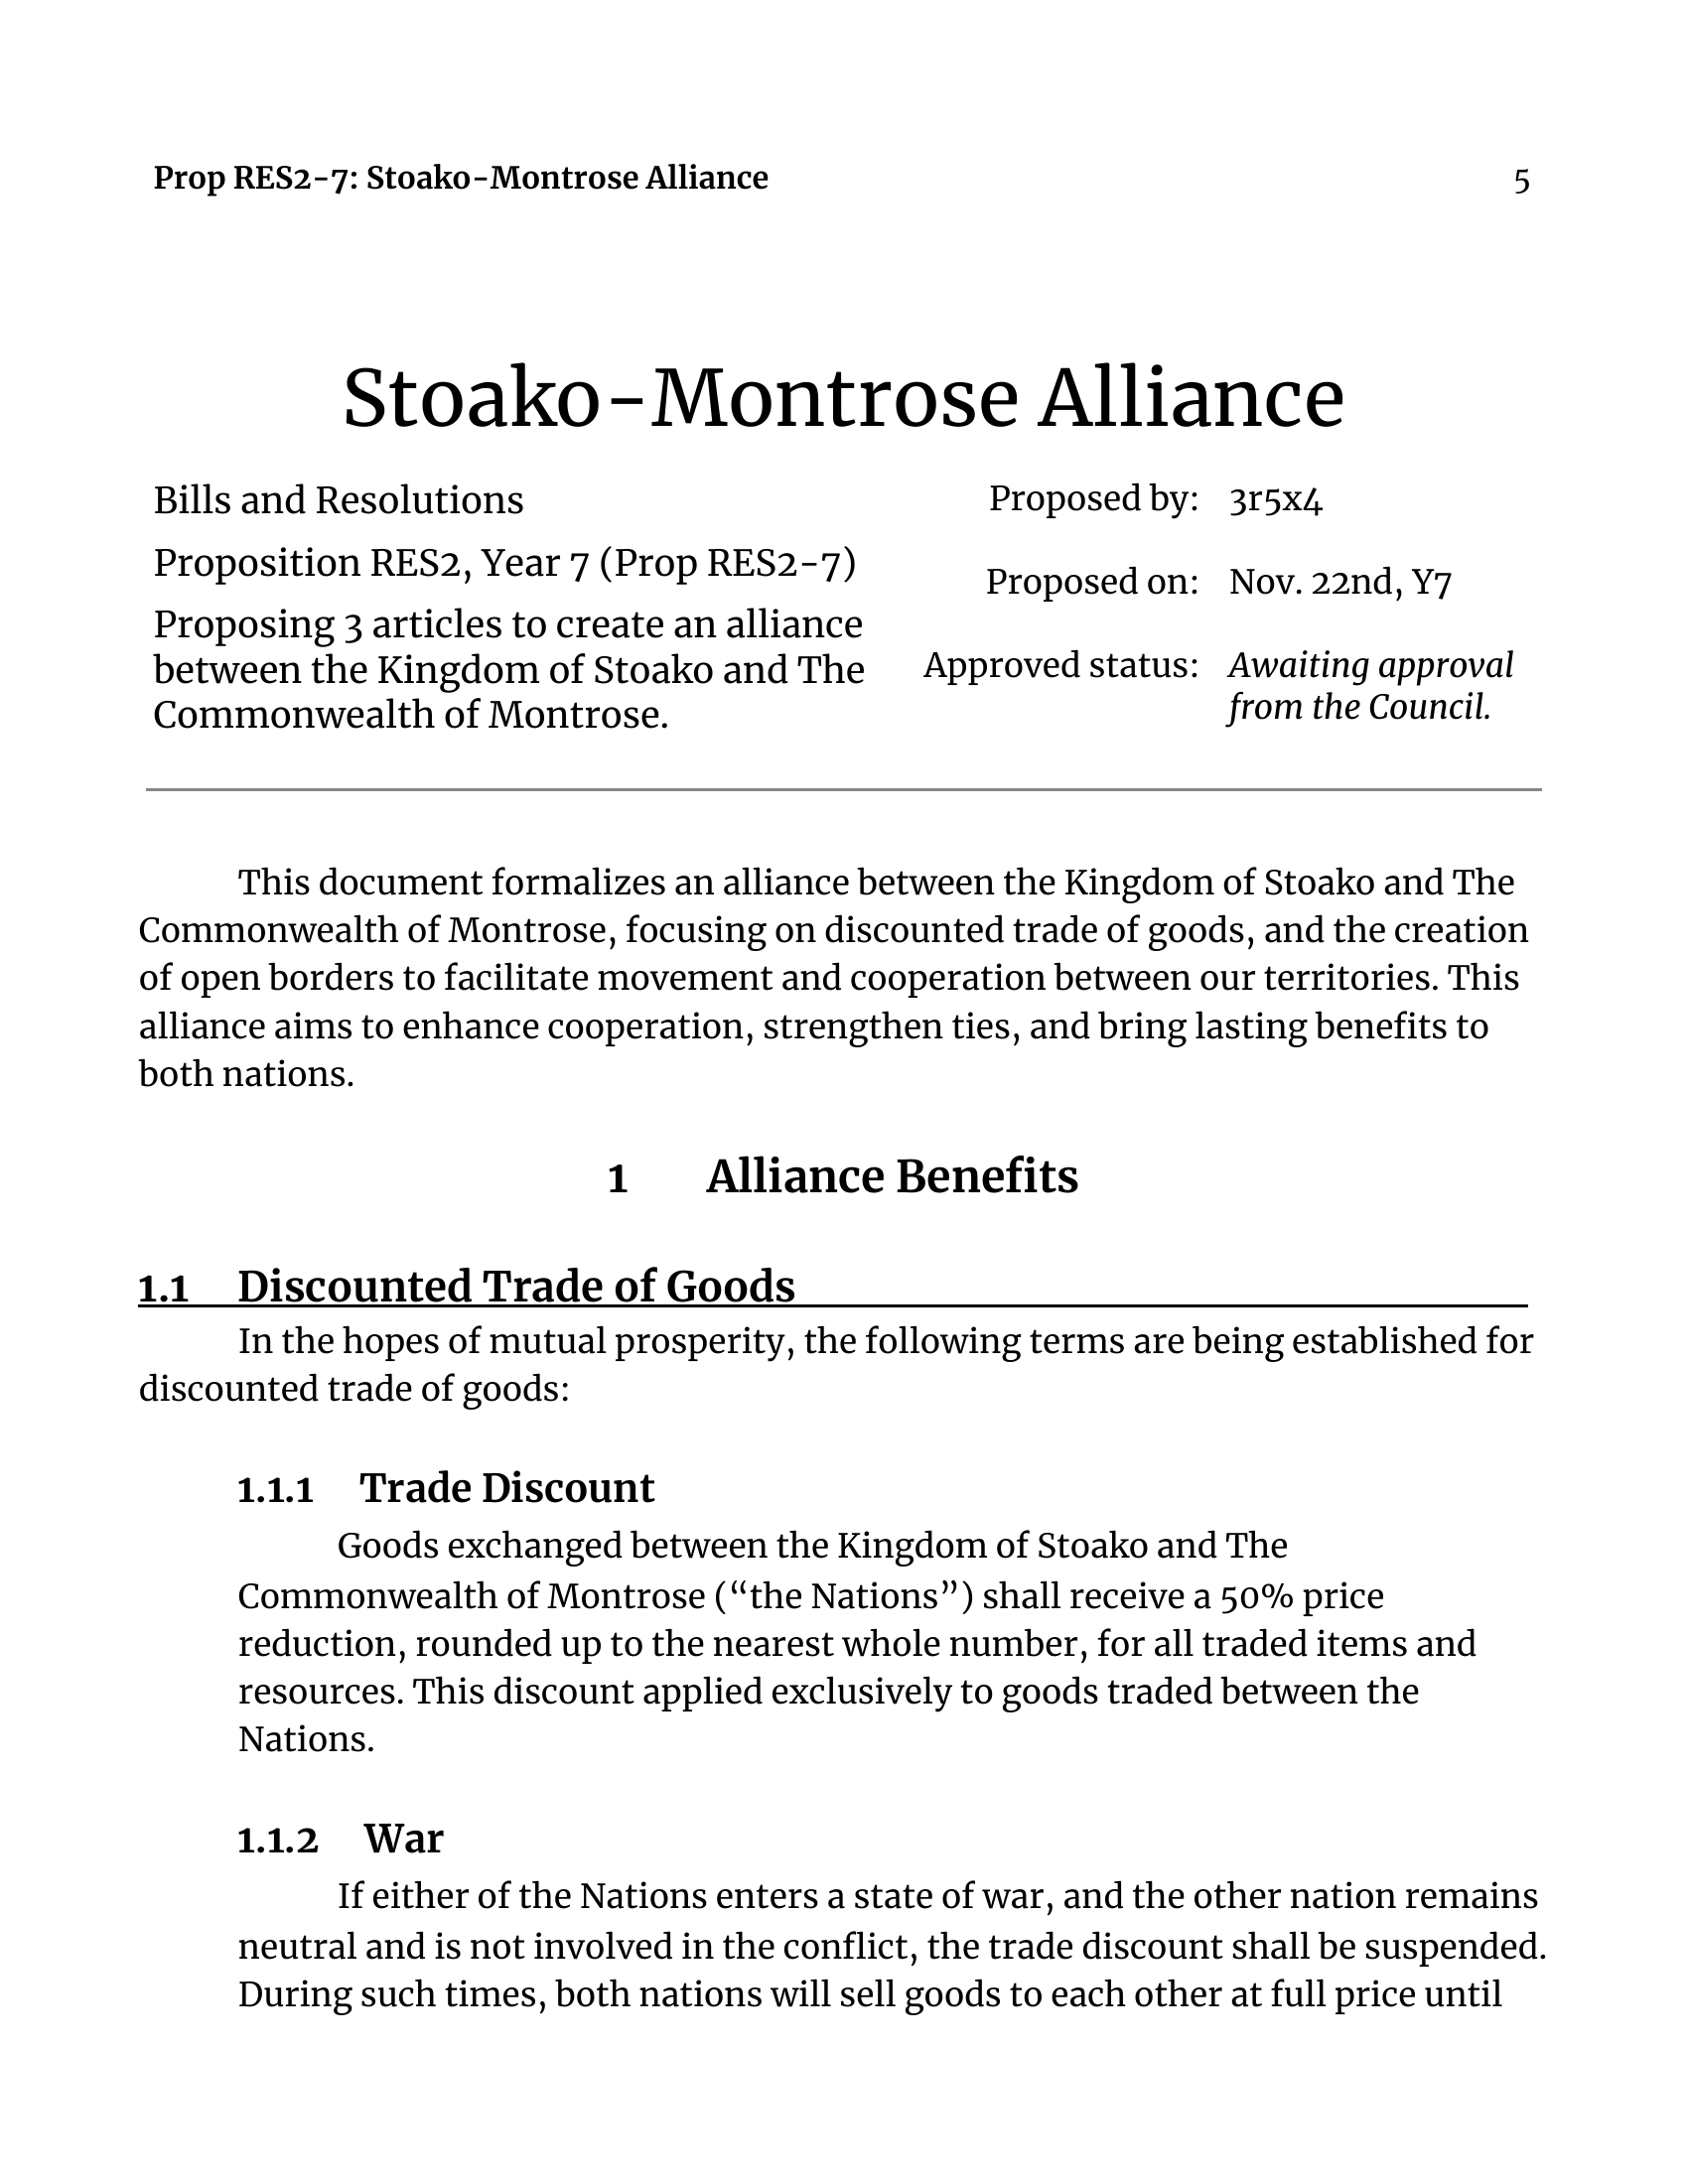 Prop RES2-7: Stoako-Montrose Alliance 5
Stoako-Montrose Alliance
Bills and Resolutions
Proposition RES2, Year 7 (Prop RES2-7)
Proposing 3 articles to create an alliance
between the Kingdom of Stoako and The
Commonwealth of Montrose.
Proposed by: 3r5x4
Proposed on: Nov. 22nd, Y7
Approved status: Awaiting approval
from the Council.
This document formalizes an alliance between the Kingdom of Stoako and The
Commonwealth of Montrose, focusing on discounted trade of goods, and the creation
of open borders to facilitate movement and cooperation between our territories. This
alliance aims to enhance cooperation, strengthen ties, and bring lasting benefits to
both nations.
1 Alliance Benefits
1.1 Discounted Trade of Goods
In the hopes of mutual prosperity, the following terms are being established for
discounted trade of goods:
1.1.1 Trade Discount
Goods exchanged between the Kingdom of Stoako and The
Commonwealth of Montrose (“the Nations”) shall receive a 50% price
reduction, rounded up to the nearest whole number, for all traded items and
resources. This discount applied exclusively to goods traded between the
Nations.
1.1.2 War
If either of the Nations enters a state of war, and the other nation remains
neutral and is not involved in the conflict, the trade discount shall be suspended.
During such times, both nations will sell goods to each other at full price until